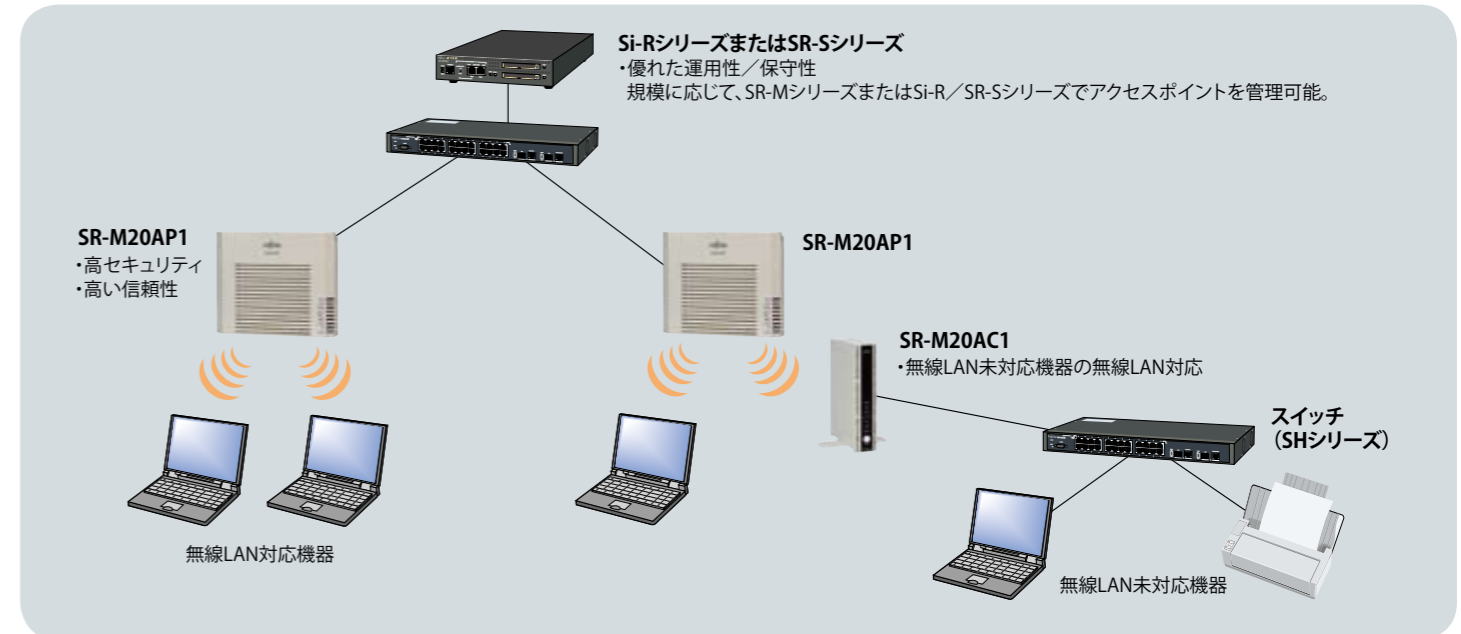 Si-RシリーズまたはSR-Sシリーズ
・優れた運用性／保守性
規模に応じて、SR-MシリーズまたはSi-R／SR-Sシリーズでアクセスポイントを管理可能。
SR-M20AP1
・高セキュリティ
・高い信頼性
SR-M20AP1
SR-M20AC1
・無線LAN未対応機器の無線LAN対応
スイッチ
（SHシリーズ）
無線LAN対応機器
無線LAN未対応機器